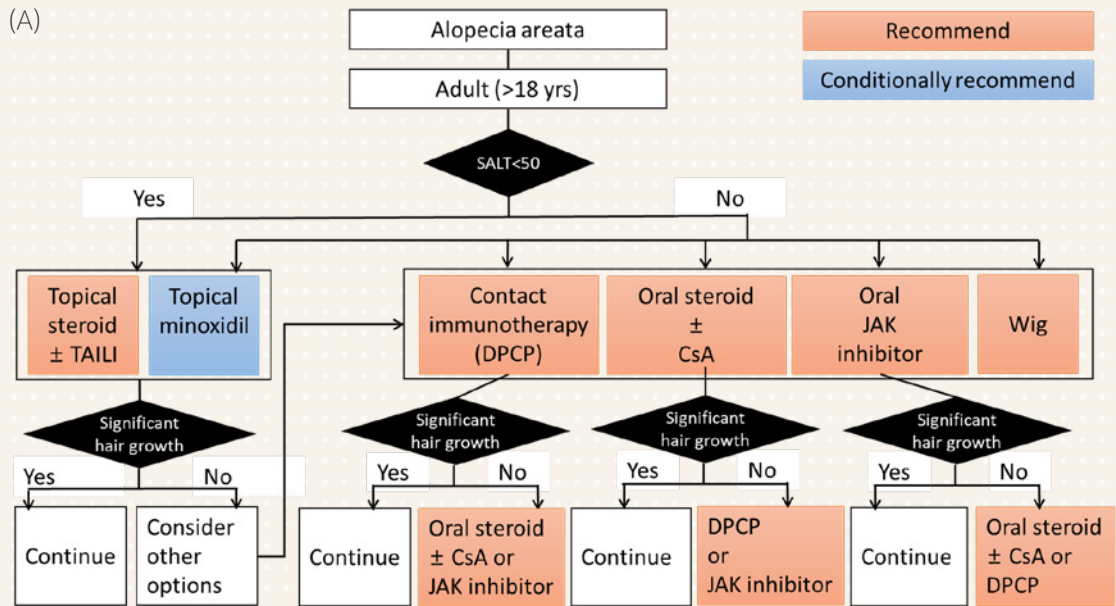 (A)
Alopecia areata
Recommend
Adult (>18 yrs)
Conditionally recommend
SALT<50
Yes
No
Topical
steroid
± TAILI
Topical
minoxidil
Contact
immunotherapy
(DPCP)
Oral steroid
±
CsA
Oral
JAK
inhibitor
Wig
Significant
hair growth
Significant
hair growth
Significant
hair growth
Significant
hair growth
Yes
No
Yes
No
Yes
No
Yes
No
Continue
Consider
other
options
Continue
Oral steroid
± CsA or
JAK inhibitor
Continue
DPCP
or
JAK inhibitor
Continue
Oral steroid
± CsA or
DPCP